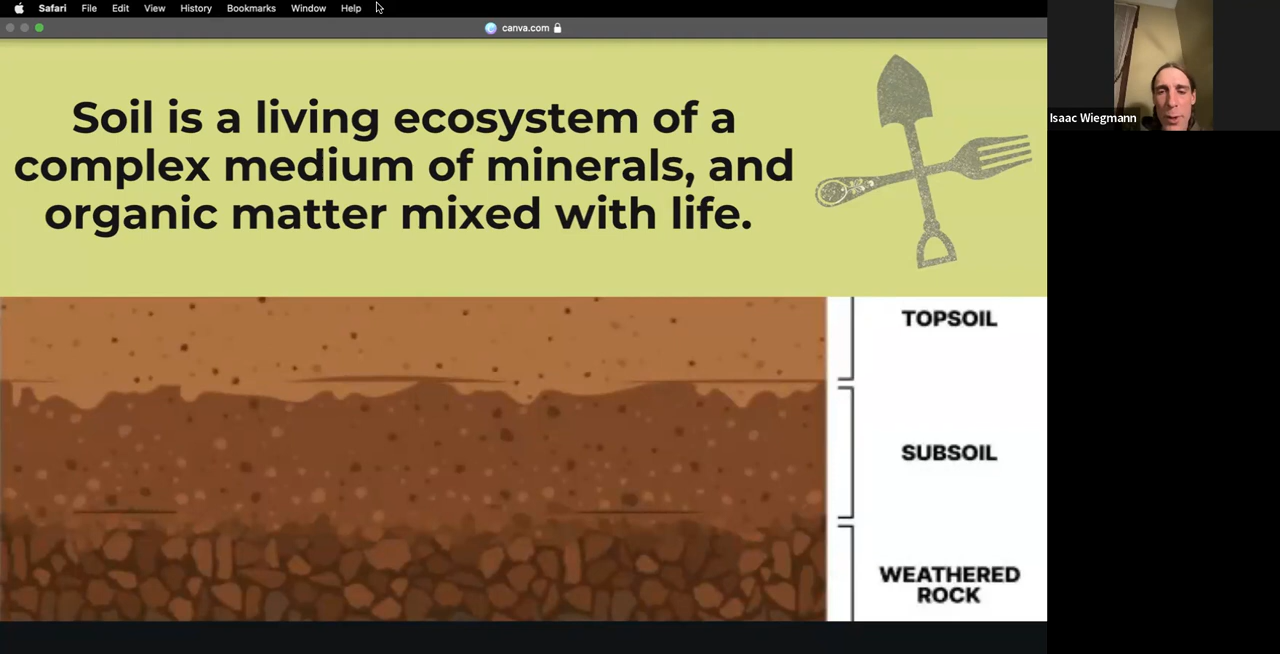 Safari File Edit View History Bookmarks Window Help
canva.com
Soil is a living ecosystem of a
complex medium of minerals, and
organic matter mixed with life.
Isaac Wiegmann
TOPSOIL
SUBSOIL
WEATHERED
ROCK